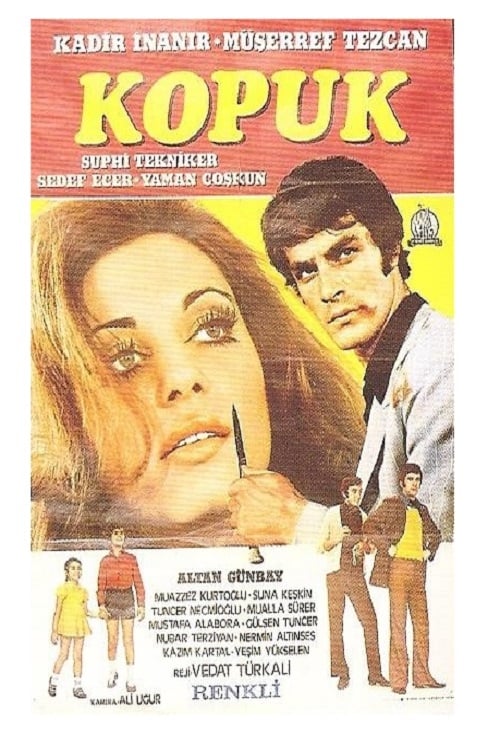 KADİR İNANIR • MÜŞERREF TEZCAN
KOPUK
SUPHİ TEKNİKER
SEDEF ECER • YAMAN COŞKUN
ALTAN GÜNBAY
MUAZZEZ KURTOĞLU • SUNA KESKİN
TUNCER NECMİOĞLU • MUALLA SÜRER
MUSTAFA ALABORA • GÜLSEN TUNCER
NUBAR TERZİYAN • NERMİN ALTINSES
KAZIM KARTAL • YEŞİM YÜKSELEN
REJİ • VEDAT TÜRKALİ
KAMERA • ALİ UĞUR
RENKLİ